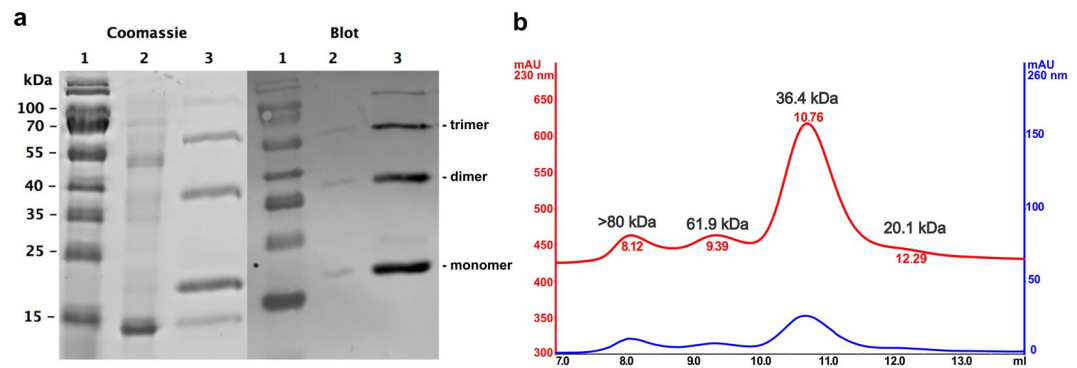 a
Coomassie
Blot
1 2 3
1 2 3
kDa
100 –
70 –
55 –
40 –
35 –
25 –
15 –
- trimer
- dimer
- monomer
b
mAU
230 nm
650
600
550
500
450
400
350
300
mAU
260 nm
150
100
50
0
36.4 kDa
10.76
>80 kDa
8.12
61.9 kDa
9.39
20.1 kDa
12.29
7.0 8.0 9.0 10.0 11.0 12.0 13.0 ml